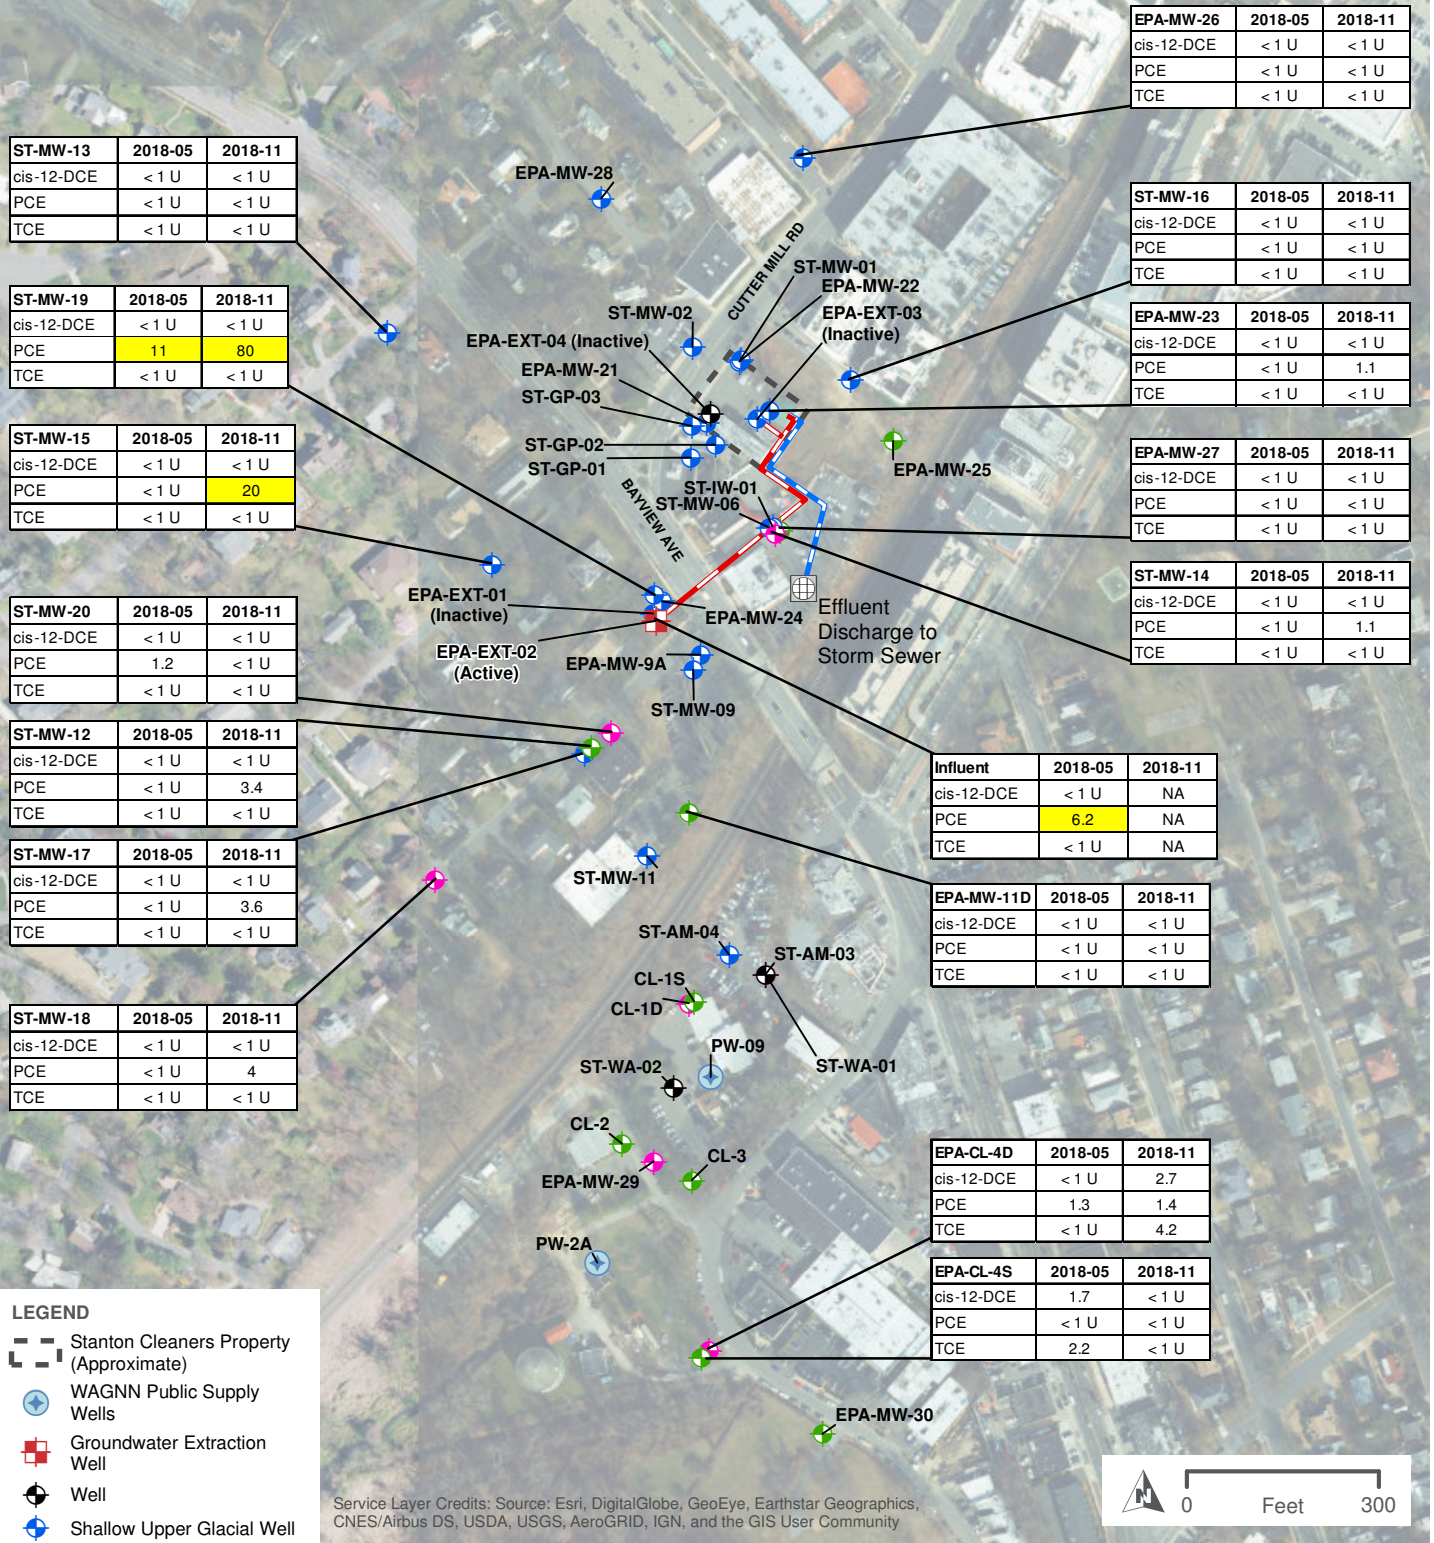 EPA-MW-26 2018-05 2018-11
cis-12-DCE < 1 U < 1 U
PCE < 1 U < 1 U
TCE < 1 U < 1 U
ST-MW-13 2018-05 2018-11
cis-12-DCE < 1 U < 1 U
PCE < 1 U < 1 U
TCE < 1 U < 1 U
ST-MW-16 2018-05 2018-11
cis-12-DCE < 1 U < 1 U
PCE < 1 U < 1 U
TCE < 1 U < 1 U
ST-MW-19 2018-05 2018-11
cis-12-DCE < 1 U < 1 U
PCE 11 80
TCE < 1 U < 1 U
EPA-MW-23 2018-05 2018-11
cis-12-DCE < 1 U < 1 U
PCE < 1 U 1.1
TCE < 1 U < 1 U
ST-MW-15 2018-05 2018-11
cis-12-DCE < 1 U < 1 U
PCE < 1 U 20
TCE < 1 U < 1 U
EPA-MW-27 2018-05 2018-11
cis-12-DCE < 1 U < 1 U
PCE < 1 U < 1 U
TCE < 1 U < 1 U
ST-MW-14 2018-05 2018-11
cis-12-DCE < 1 U < 1 U
PCE < 1 U 1.1
TCE < 1 U < 1 U
ST-MW-20 2018-05 2018-11
cis-12-DCE < 1 U < 1 U
PCE 1.2 < 1 U
TCE < 1 U < 1 U
ST-MW-12 2018-05 2018-11
cis-12-DCE < 1 U < 1 U
PCE < 1 U 3.4
TCE < 1 U < 1 U
ST-MW-17 2018-05 2018-11
cis-12-DCE < 1 U < 1 U
PCE < 1 U 3.6
TCE < 1 U < 1 U
ST-MW-18 2018-05 2018-11
cis-12-DCE < 1 U < 1 U
PCE < 1 U 4
TCE < 1 U < 1 U
Influent 2018-05 2018-11
cis-12-DCE < 1 U NA
PCE 6.2 NA
TCE < 1 U NA
EPA-MW-11D 2018-05 2018-11
cis-12-DCE < 1 U < 1 U
PCE < 1 U < 1 U
TCE < 1 U < 1 U
EPA-CL-4D 2018-05 2018-11
cis-12-DCE < 1 U 2.7
PCE 1.3 1.4
TCE < 1 U 4.2
EPA-CL-4S 2018-05 2018-11
cis-12-DCE 1.7 < 1 U
PCE < 1 U < 1 U
TCE 2.2 < 1 U
EPA-MW-28
CUTTER MILL RD
ST-MW-01
EPA-MW-22
EPA-EXT-03
(Inactive)
ST-MW-02
EPA-EXT-04 (Inactive)
EPA-MW-21
ST-GP-03
ST-GP-02
ST-GP-01
EPA-MW-25
BAYVIEW AVE
ST-IW-01
ST-MW-06
EPA-EXT-01
(Inactive)
EPA-MW-24
Effluent
Discharge to
Storm Sewer
EPA-EXT-02
(Active)
EPA-MW-9A
ST-MW-09
ST-MW-11
ST-AM-04
ST-AM-03
CL-1S
CL-1D
PW-09
ST-WA-02
ST-WA-01
CL-2
CL-3
EPA-MW-29
PW-2A
EPA-MW-30
LEGEND
Stanton Cleaners Property
(Approximate)
WAGNN Public Supply
Wells
Groundwater Extraction
Well
Well
Shallow Upper Glacial Well
Service Layer Credits: Source: Esri, DigitalGlobe, GeoEye, Earthstar Geographics,
CNES/Airbus DS, USDA, USGS, AeroGRID, IGN, and the GIS User Community
N
0 Feet 300